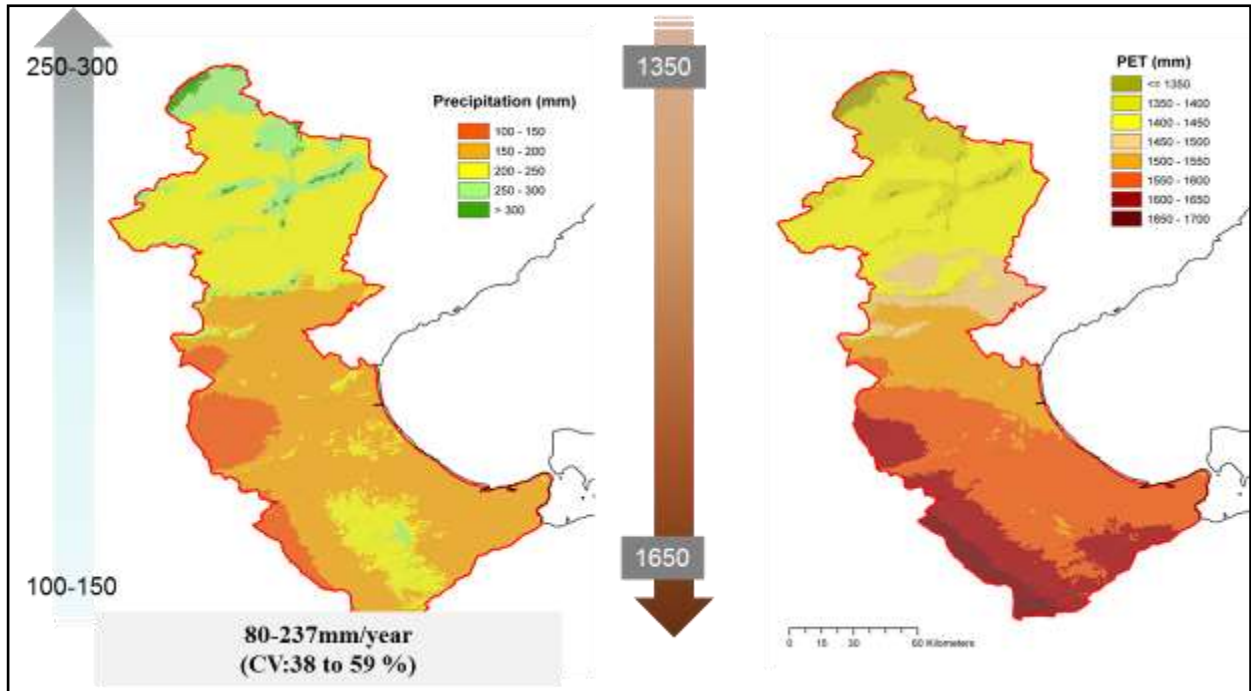 250-300
100-150
Precipitation (mm)
100 - 150
150 - 200
200 - 250
250 - 300
> 300
80-237mm/year
(CV:38 to 59 %)
1350
1650
PET (mm)
<= 1350
1350 - 1400
1400 - 1450
1450 - 1500
1500 - 1550
1550 - 1600
1600 - 1650
1650 - 1700
0 15 30 60 Kilometers